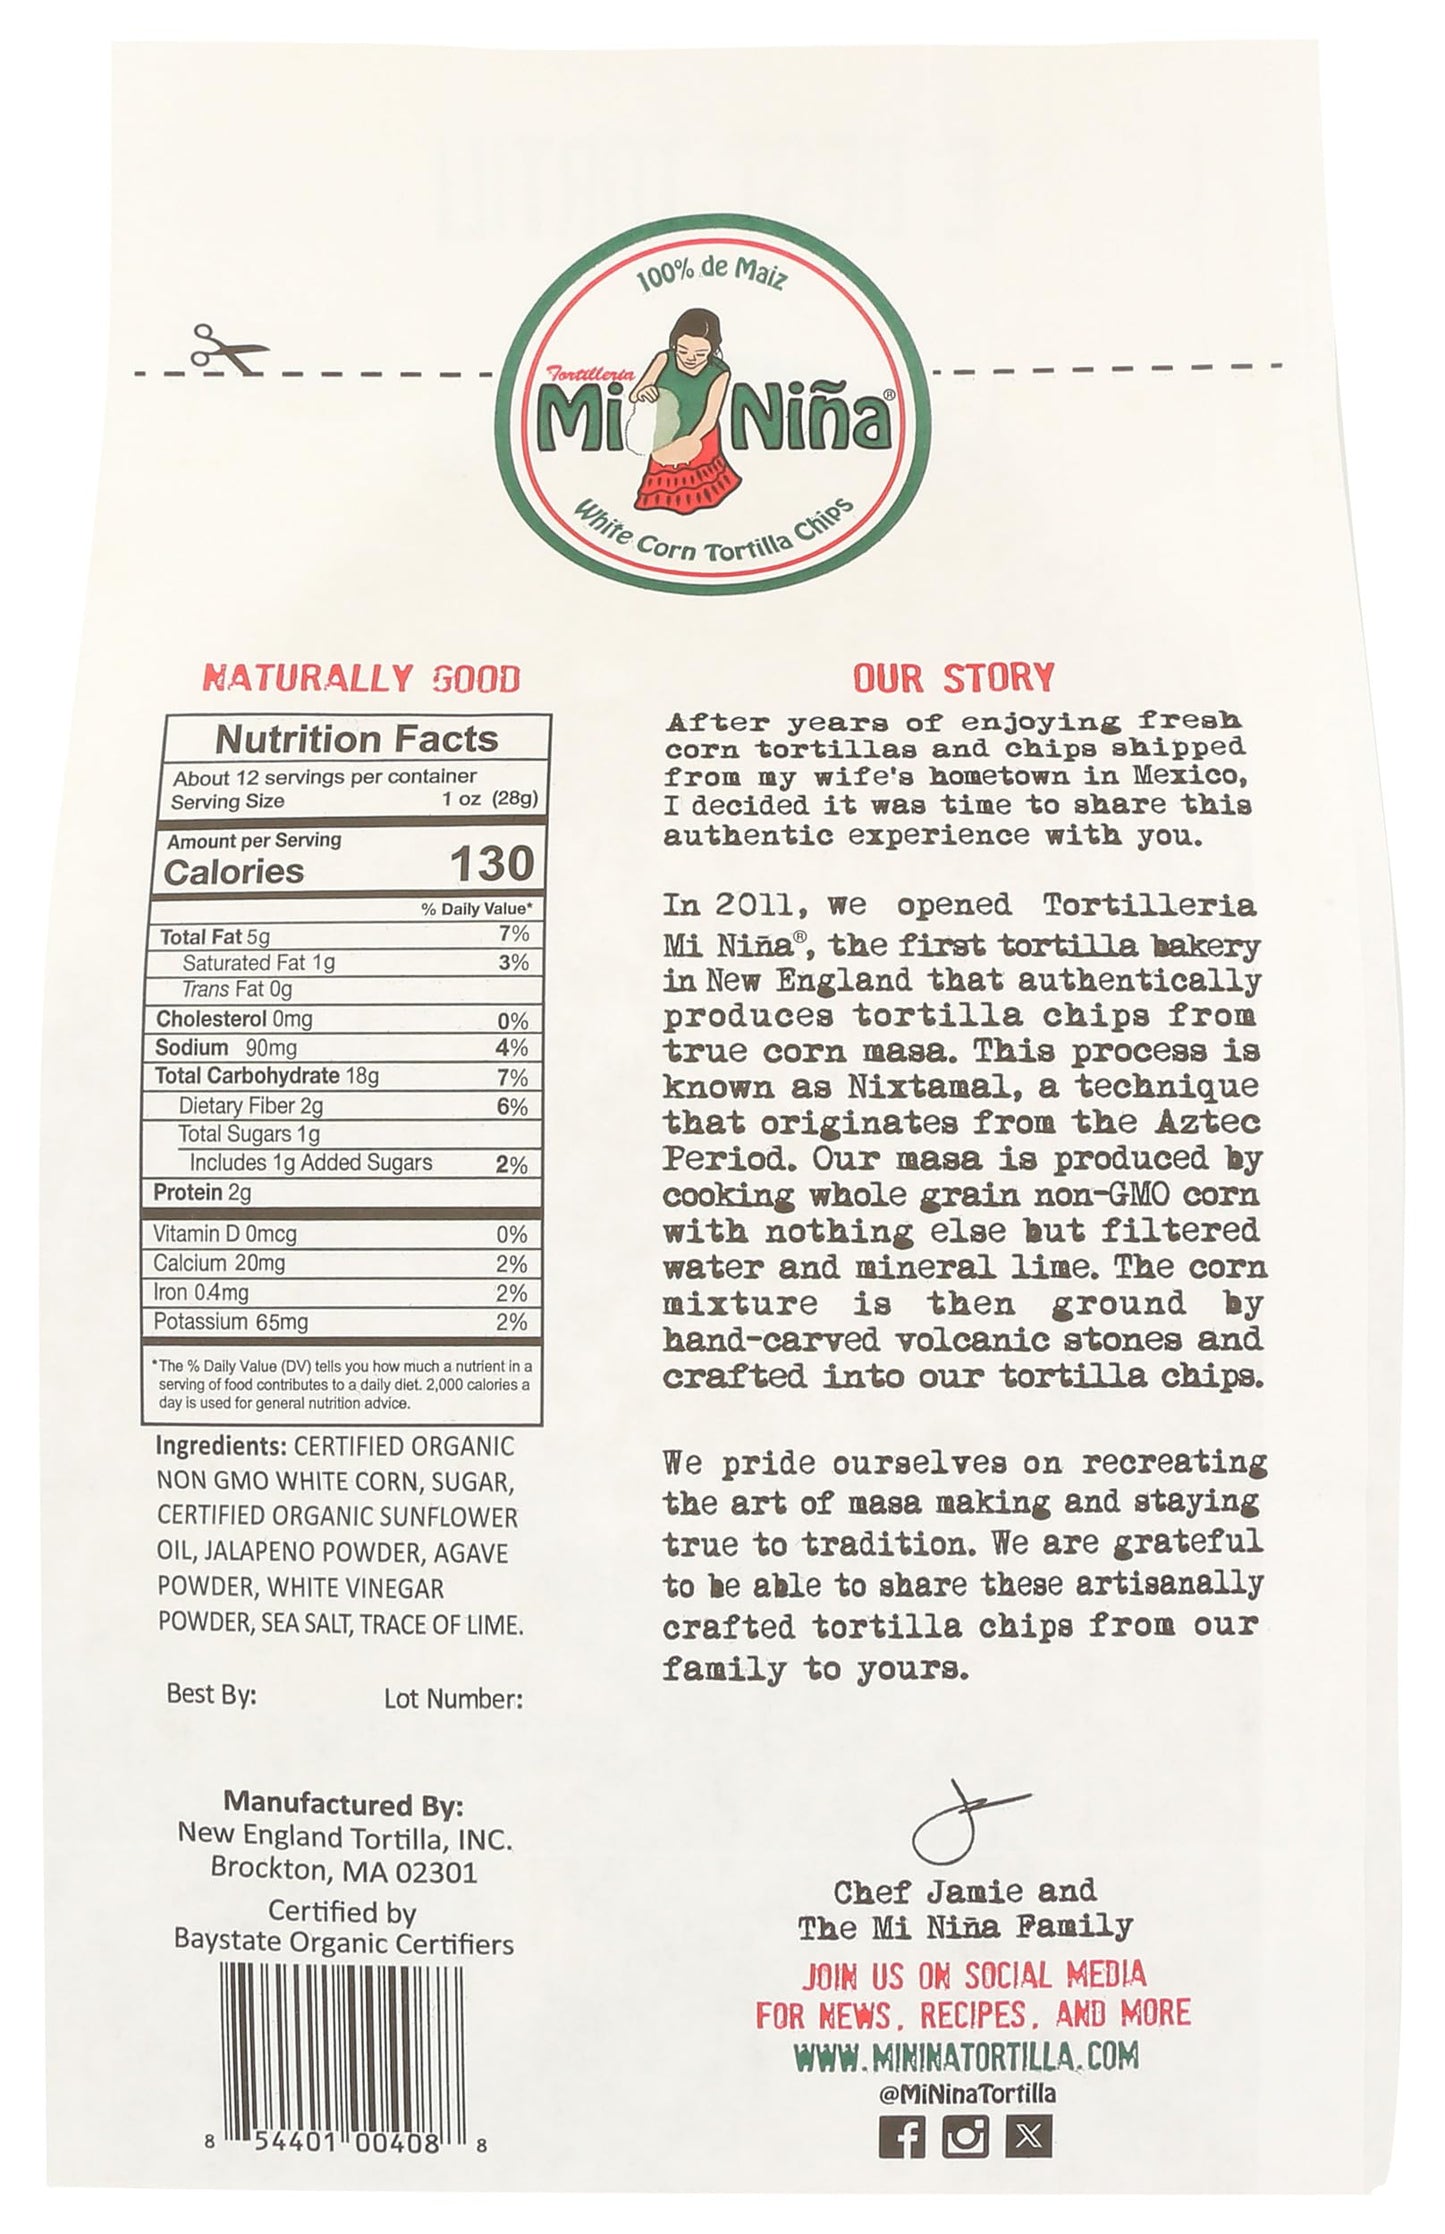 100% de Maiz
Tortilleria
Mi Niña®
White Corn Tortilla Chips
NATURALLY GOOD
Nutrition Facts
About 12 servings per container
Serving Size 1 oz (28g)
Amount per Serving
Calories 130
% Daily Value*
Total Fat 5g 7%
Saturated Fat 1g 3%
Trans Fat 0g
Cholesterol 0mg 0%
Sodium 90mg 4%
Total Carbohydrate 18g 7%
Dietary Fiber 2g 6%
Total Sugars 1g
Includes 1g Added Sugars 2%
Protein 2g
Vitamin D 0mcg 0%
Calcium 20mg 2%
Iron 0.4mg 2%
Potassium 65mg 2%
*The % Daily Value (DV) tells you how much a nutrient in a
serving of food contributes to a daily diet. 2,000 calories a
day is used for general nutrition advice.
Ingredients: CERTIFIED ORGANIC
NON GMO WHITE CORN, SUGAR,
CERTIFIED ORGANIC SUNFLOWER
OIL, JALAPENO POWDER, AGAVE
POWDER, WHITE VINEGAR
POWDER, SEA SALT, TRACE OF LIME.
Best By: Lot Number:
Manufactured By:
New England Tortilla, INC.
Brockton, MA 02301
Certified by
Baystate Organic Certifiers
8 54401 00408 8
OUR STORY
After years of enjoying fresh
corn tortillas and chips shipped
from my wife's hometown in Mexico,
I decided it was time to share this
authentic experience with you.
In 2011, we opened Tortilleria
Mi Niña®, the first tortilla bakery
in New England that authentically
produces tortilla chips from
true corn masa. This process is
known as Nixtamal, a technique
that originates from the Aztec
Period. Our masa is produced by
cooking whole grain non-GMO corn
with nothing else but filtered
water and mineral lime. The corn
mixture is then ground by
hand-carved volcanic stones and
crafted into our tortilla chips.
We pride ourselves on recreating
the art of masa making and staying
true to tradition. We are grateful
to be able to share these artisanally
crafted tortilla chips from our
family to yours.
Chef Jamie and
The Mi Niña Family
JOIN US ON SOCIAL MEDIA
FOR NEWS, RECIPES, AND MORE
WWW.MININATORTILLA.COM
@MiNinaTortilla